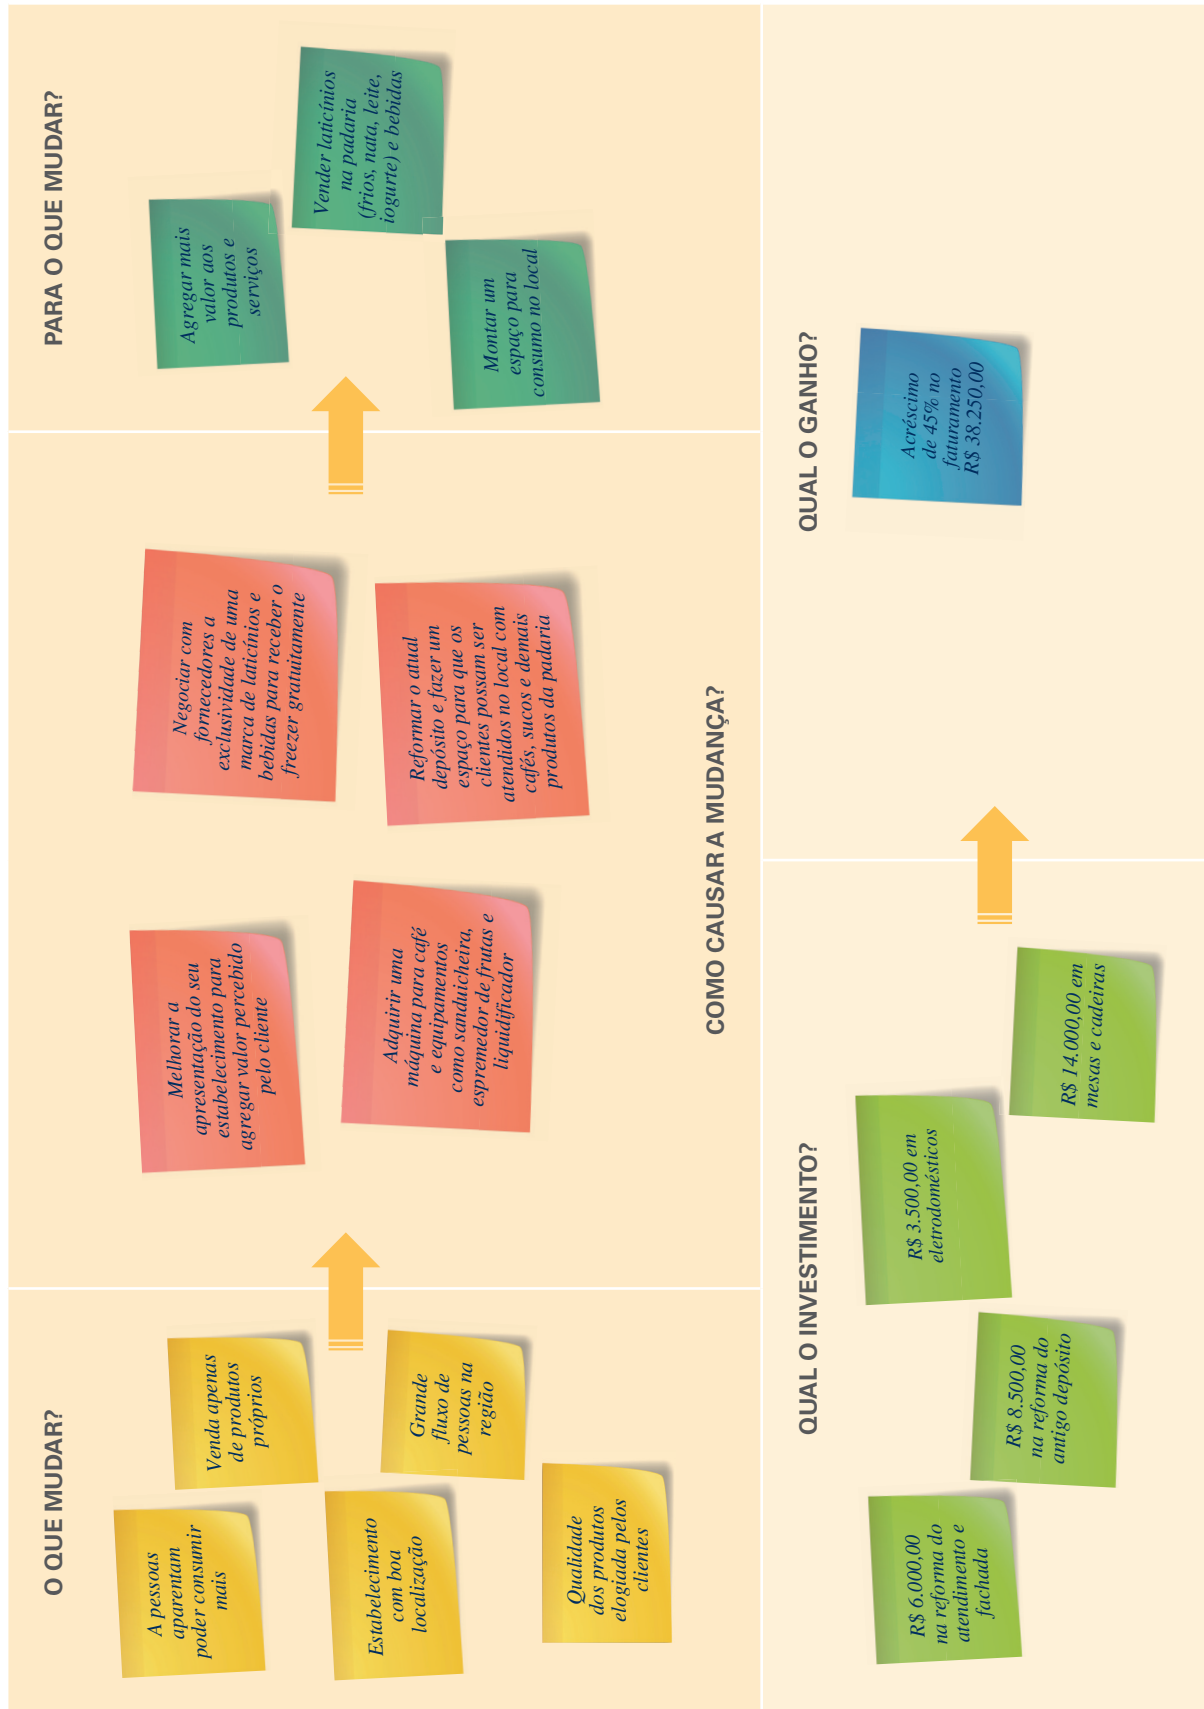 O QUE MUDAR?
A pessoas
aparentam
poder consumir
mais
Venda apenas
de produtos
próprios
Estabelecimento
com boa
localização
Grande
fluxo de
pessoas na
região
Qualidade
dos produtos
elogiada pelos
clientes
COMO CAUSAR A MUDANÇA?
Melhorar a
apresentação do seu
estabelecimento para
agregar valor percebido
pelo cliente
Negociar com
fornecedores a
exclusividade de uma
marca de laticínios e
bebidas para receber o
freezer gratuitamente
Adquirir uma
máquina para café
e equipamentos
como sanduicheira,
espremedor de frutas e
liquidificador
Reformar o atual
depósito e fazer um
espaço para que os
clientes possam ser
atendidos no local com
cafés, sucos e demais
produtos da padaria
PARA O QUE MUDAR?
Agregar mais
valor aos
produtos e
serviços
Vender laticínios
na padaria
(frios, nata, leite,
iogurte) e bebidas
Montar um
espaço para
consumo no local
QUAL O INVESTIMENTO?
R$ 6.000,00
na reforma do
atendimento e
fachada
R$ 8.500,00
na reforma do
antigo depósito
R$ 3.500,00 em
eletrodomésticos
R$ 14.000,00 em
mesas e cadeiras
QUAL O GANHO?
Acréscimo
de 45% no
faturamento
R$ 38.250,00